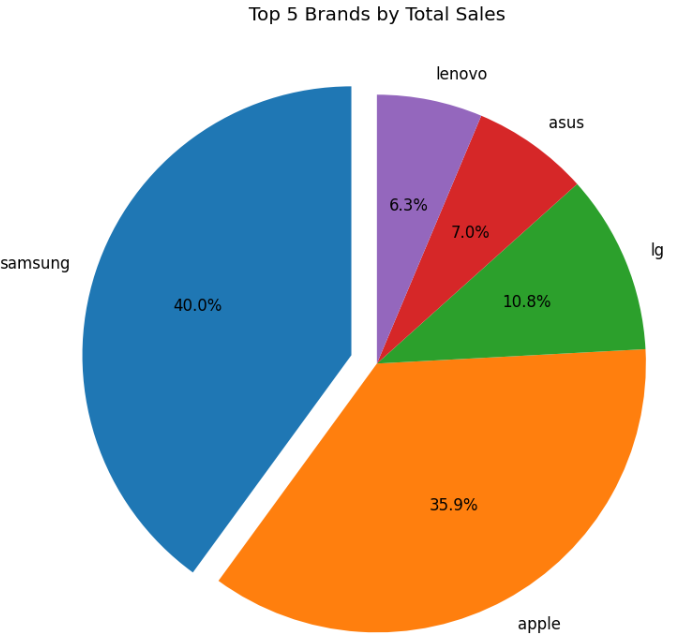 Top 5 Brands by Total Sales
lenovo
asus
6.3%
7.0%
lg
samsung
40.0%
10.8%
35.9%
apple